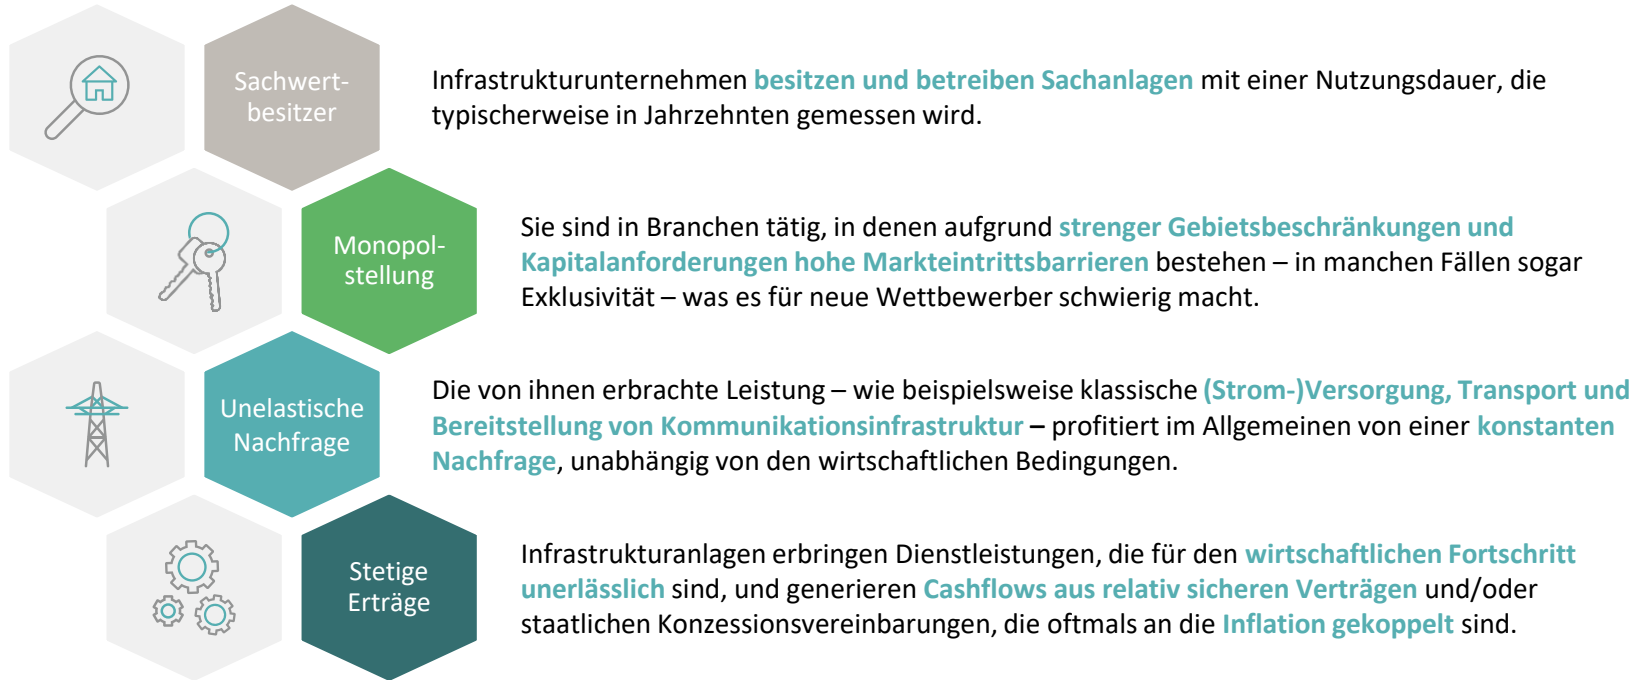 Sachwert-
besitzer
Infrastrukturunternehmen besitzen und betreiben Sachanlagen mit einer Nutzungsdauer, die
typischerweise in Jahrzehnten gemessen wird.
Monopol-
stellung
Sie sind in Branchen tätig, in denen aufgrund strenger Gebietsbeschränkungen und
Kapitalanforderungen hohe Markteintrittsbarrieren bestehen – in manchen Fällen sogar
Exklusivität – was es für neue Wettbewerber schwierig macht.
Unelastische
Nachfrage
Die von ihnen erbrachte Leistung – wie beispielsweise klassische (Strom-)Versorgung, Transport und
Bereitstellung von Kommunikationsinfrastruktur – profitiert im Allgemeinen von einer konstanten
Nachfrage, unabhängig von den wirtschaftlichen Bedingungen.
Stetige
Erträge
Infrastrukturanlagen erbringen Dienstleistungen, die für den wirtschaftlichen Fortschritt
unerlässlich sind, und generieren Cashflows aus relativ sicheren Verträgen und/oder
staatlichen Konzessionsvereinbarungen, die oftmals an die Inflation gekoppelt sind.